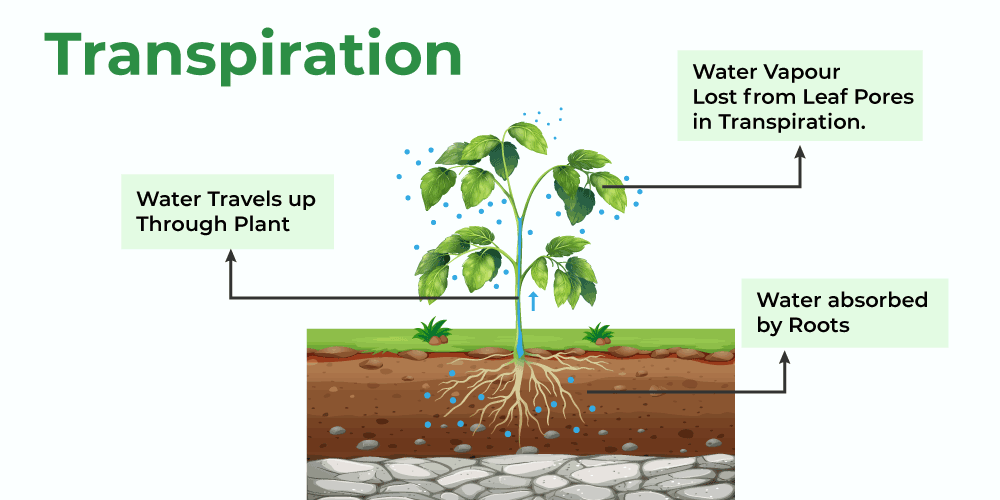 Transpiration
Water Vapour
Lost from Leaf Pores
in Transpiration.
Water Travels up
Through Plant
Water absorbed
by Roots